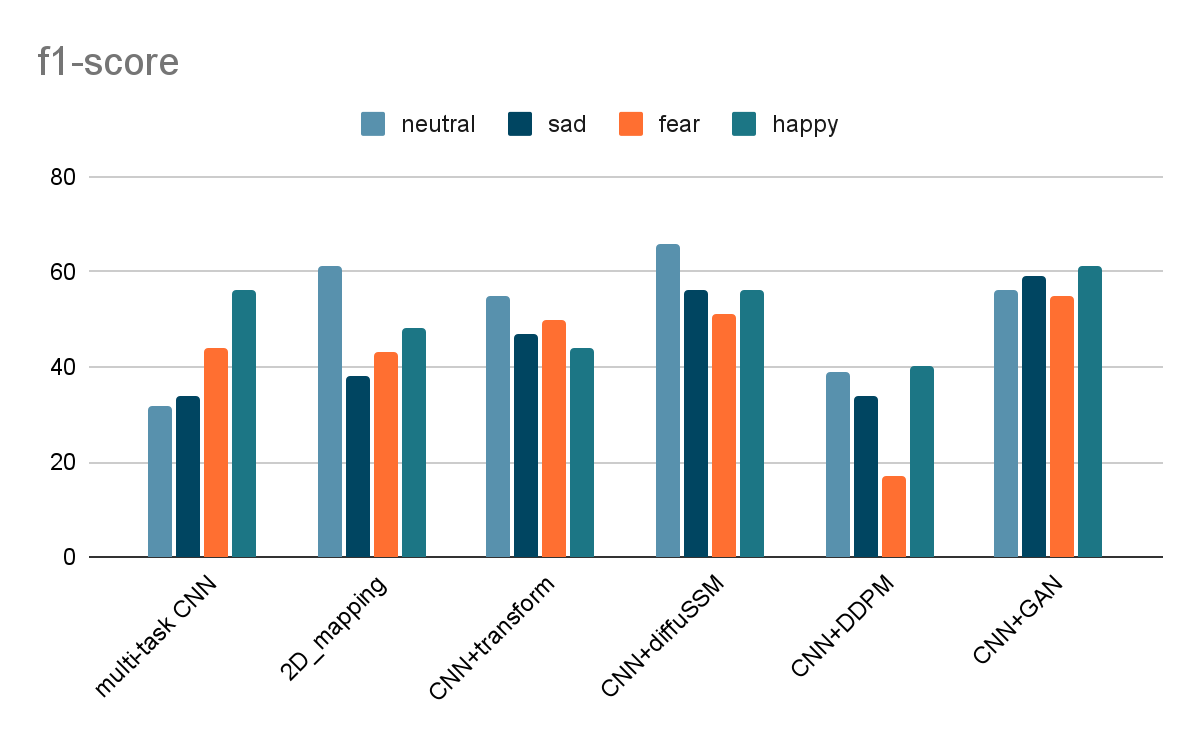 f1-score
neutral sad fear happy
80
60
40
20
0
multi-task CNN
2D_mapping
CNN+transform
CNN+diffuSSM
CNN+DDPM
CNN+GAN